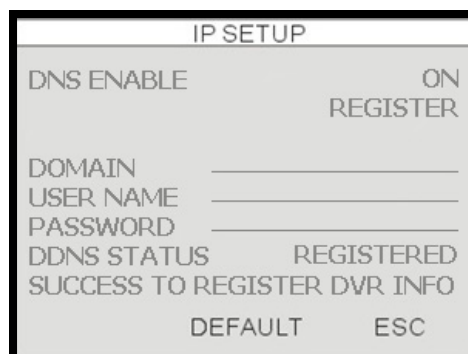 IP SETUP
DNS ENABLE ON
REGISTER
DOMAIN
USER NAME
PASSWORD
DDNS STATUS REGISTERED
SUCCESS TO REGISTER DVR INFO
DEFAULT ESC